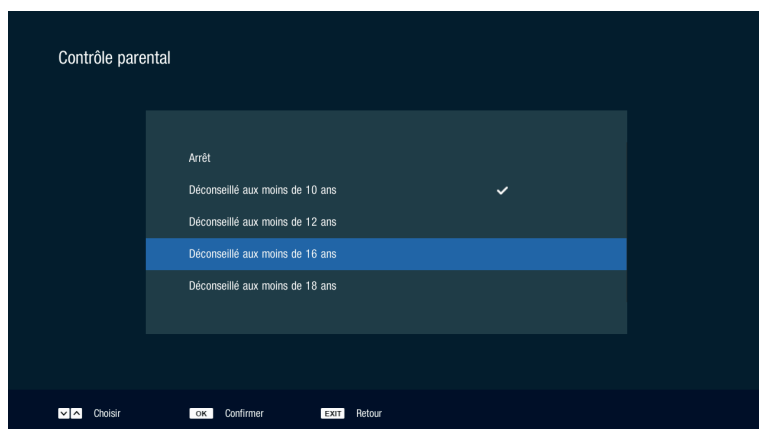 Contrôle parental
Arrêt
Déconseillé aux moins de 10 ans
Déconseillé aux moins de 12 ans
Déconseillé aux moins de 16 ans
Déconseillé aux moins de 18 ans
Choisir OK Confirmer EXIT Retour